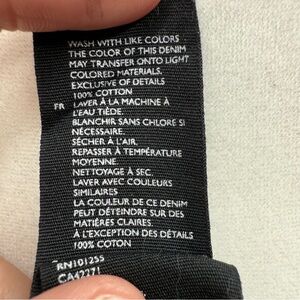 WASH WITH LIKE COLORS
THE COLOR OF THIS DENIM
MAY TRANSFER ONTO LIGHT
COLORED MATERIALS.
EXCLUSIVE OF DETAILS
100% COTTON
FR LAVER À LA MACHINE À
L'EAU TIÈDE.
BLANCHIR SANS CHLORE SI
NÉCESSAIRE.
SÉCHER À L'AIR.
REPASSER À TEMPÉRATURE
MOYENNE.
NETTOYAGE À SEC.
LAVER AVEC COULEURS
SIMILAIRES
LA COULEUR DE CE DENIM
PEUT DÉTEINDRE SUR DES
MATIÈRES CLAIRES.
À L'EXCEPTION DES DÉTAILS
100% COTON
RN101255
CA42271